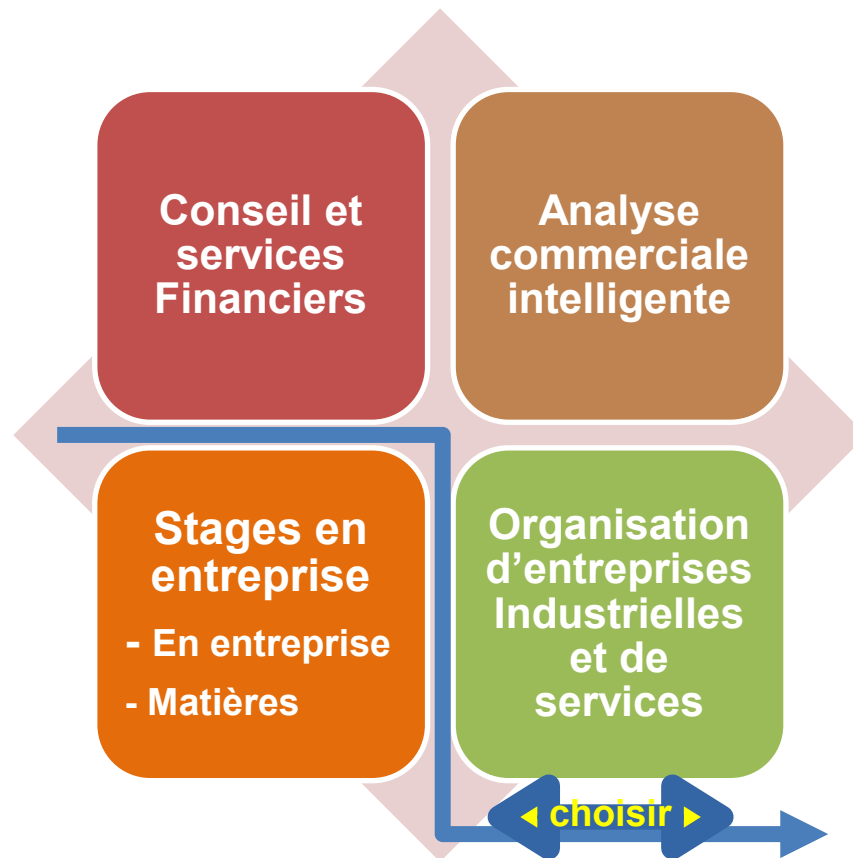 Conseil et
services
Financiers
Analyse
commerciale
intelligente
Stages en
entreprise
- En entreprise
- Matières
Organisation
d’entreprises
Industrielles
et de
services
choisir